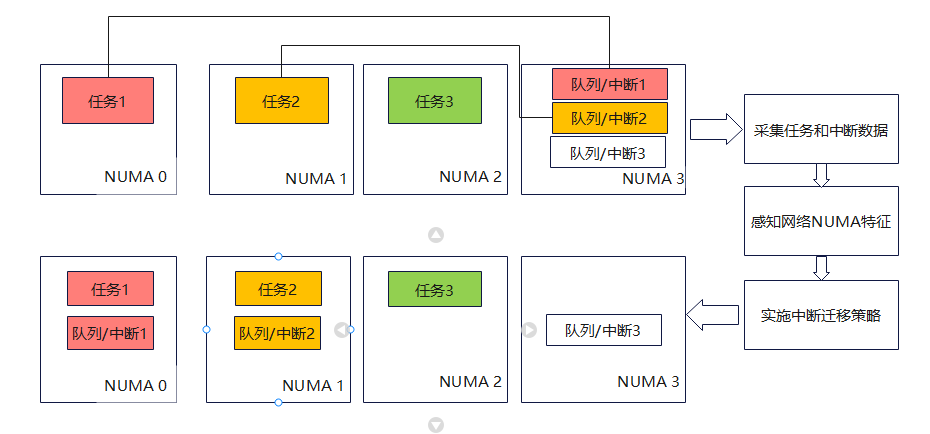 任务1
NUMA 0
任务2
NUMA 1
任务3
NUMA 2
队列/中断1
队列/中断2
队列/中断3
NUMA 3
采集任务和中断数据
感知网络NUMA特征
实施中断迁移策略
任务1
队列/中断1
NUMA 0
任务2
队列/中断2
NUMA 1
任务3
NUMA 2
队列/中断3
NUMA 3